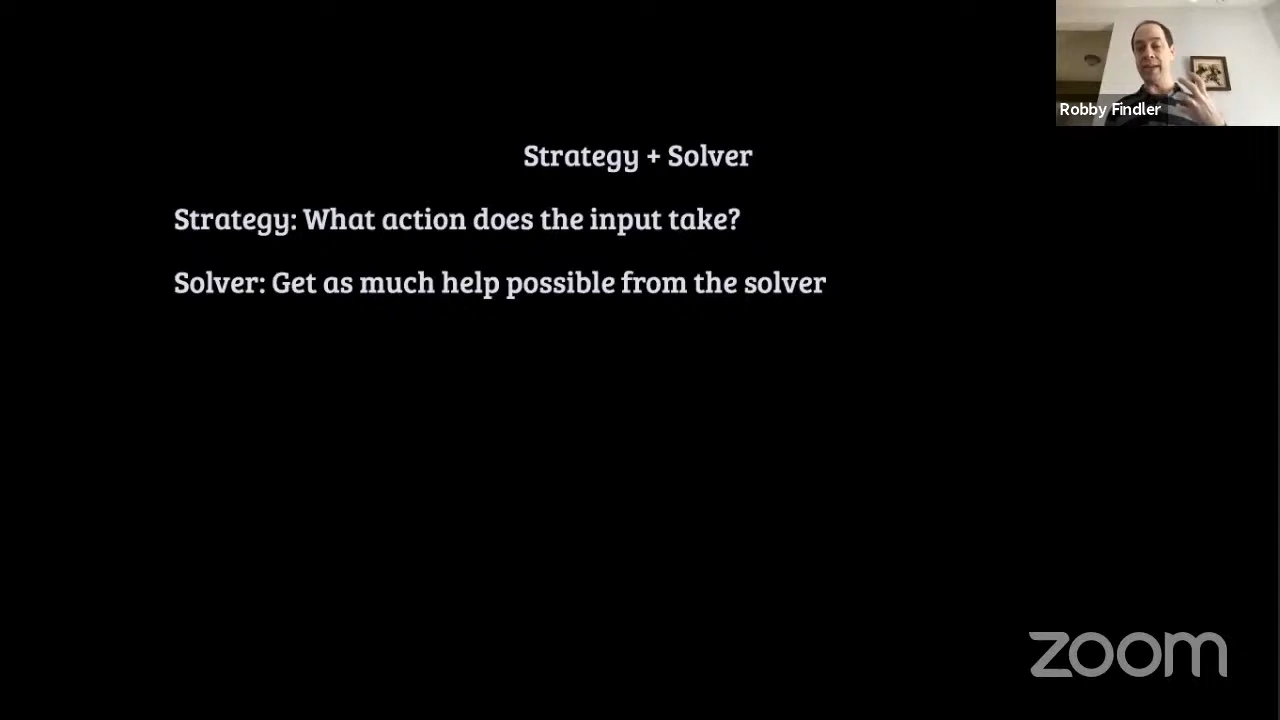 Robby Findler
Strategy + Solver
Strategy: What action does the input take?
Solver: Get as much help possible from the solver
zoom